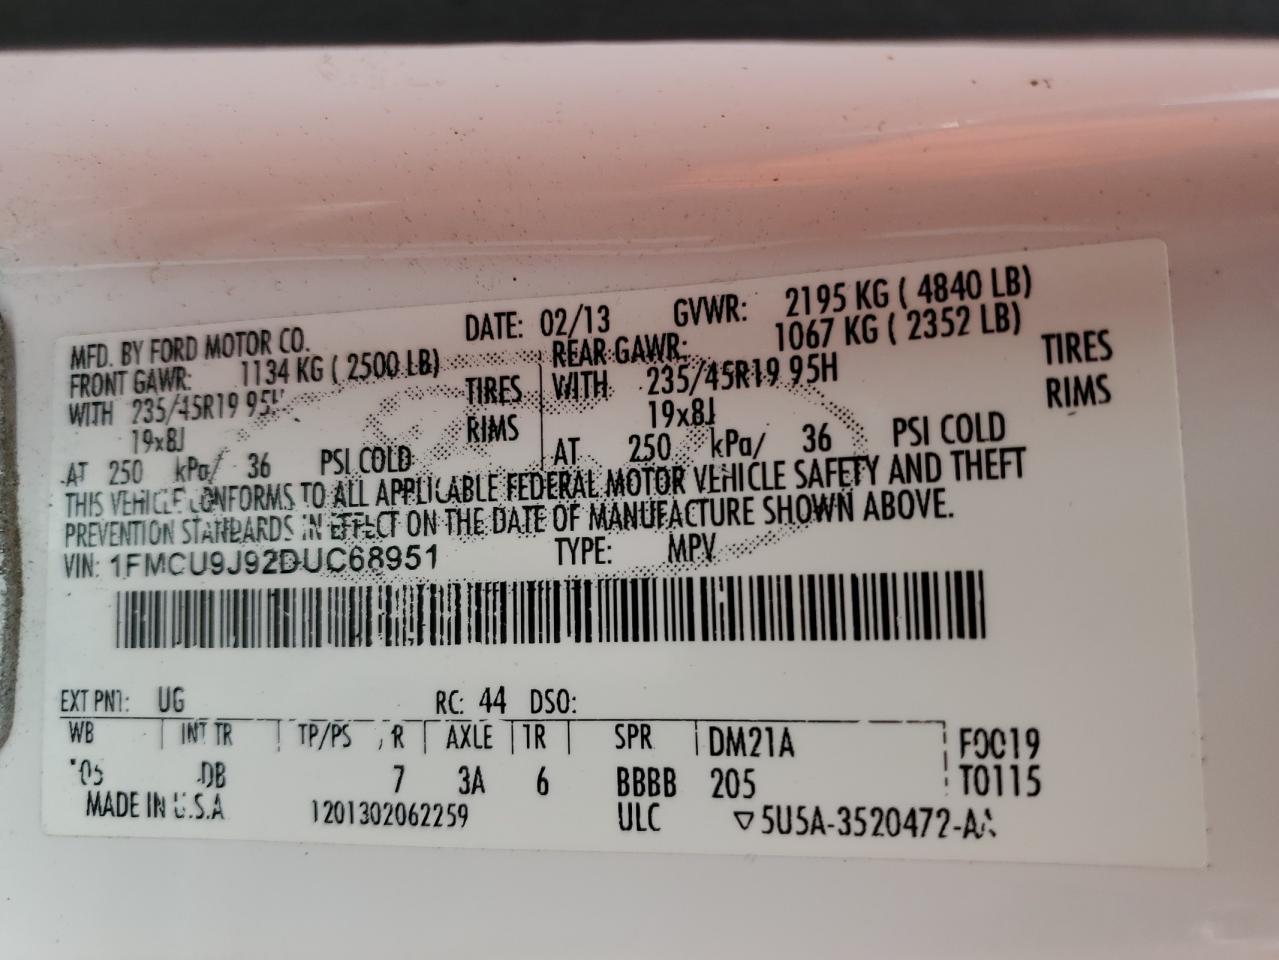 MFD. BY FORD MOTOR CO. DATE: 02/13 GVWR: 2195 KG ( 4840 LB)
FRONT GAWR: 1134 KG ( 2500 LB) REAR GAWR: 1067 KG ( 2352 LB)
WITH 235/45R19 95H TIRES WITH 235/45R19 95H TIRES
19x8J RIMS 19x8J RIMS
AT 250 kPa/ 36 PSI COLD AT 250 kPa/ 36 PSI COLD
THIS VEHICLE CONFORMS TO ALL APPLICABLE FEDERAL MOTOR VEHICLE SAFETY AND THEFT
PREVENTION STANDARDS IN EFFECT ON THE DATE OF MANUFACTURE SHOWN ABOVE.
VIN: 1FMCU9J92DUC68951 TYPE: MPV
EXT PNT: UG RC: 44 DSO:
WB INT TR TP/PS R AXLE TR SPR DM21A F0019
DB 7 3A 6 BBBB 205 T0115
MADE IN U.S.A 1201302062259 ULC ▽5U5A-3520472-AA